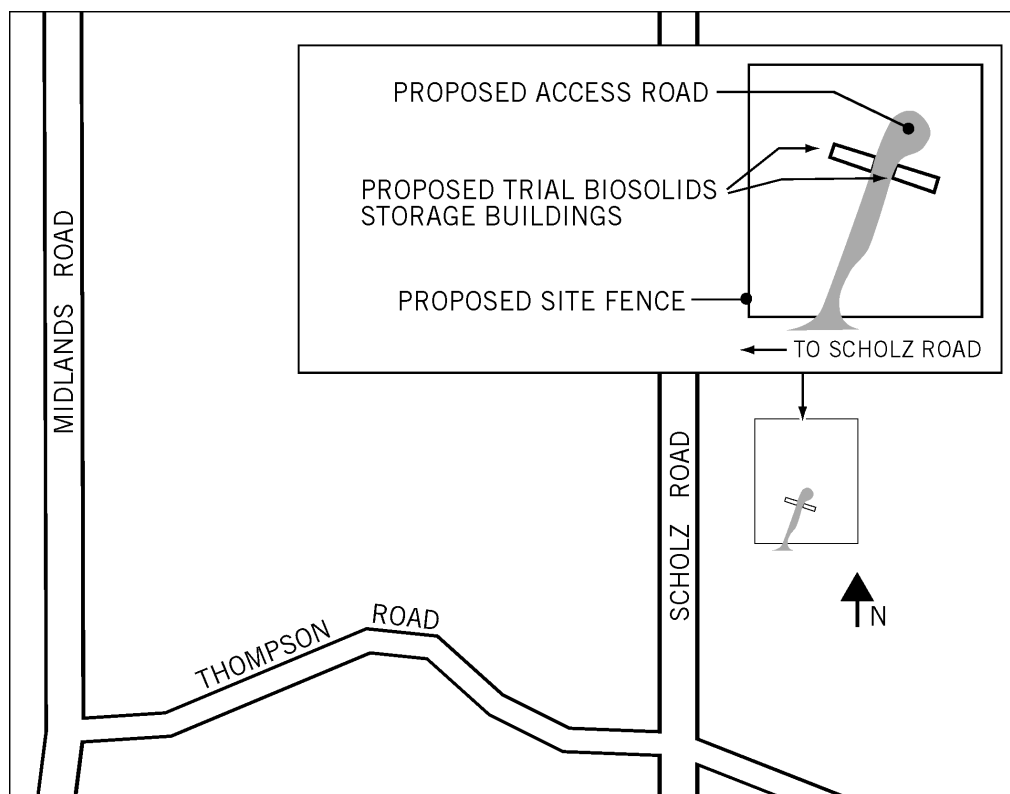 PROPOSED ACCESS ROAD
PROPOSED TRIAL BIOSOLIDS
STORAGE BUILDINGS
PROPOSED SITE FENCE
TO SCHOLZ ROAD
MIDLANDS ROAD
SCHOLZ ROAD
N
THOMPSON ROAD